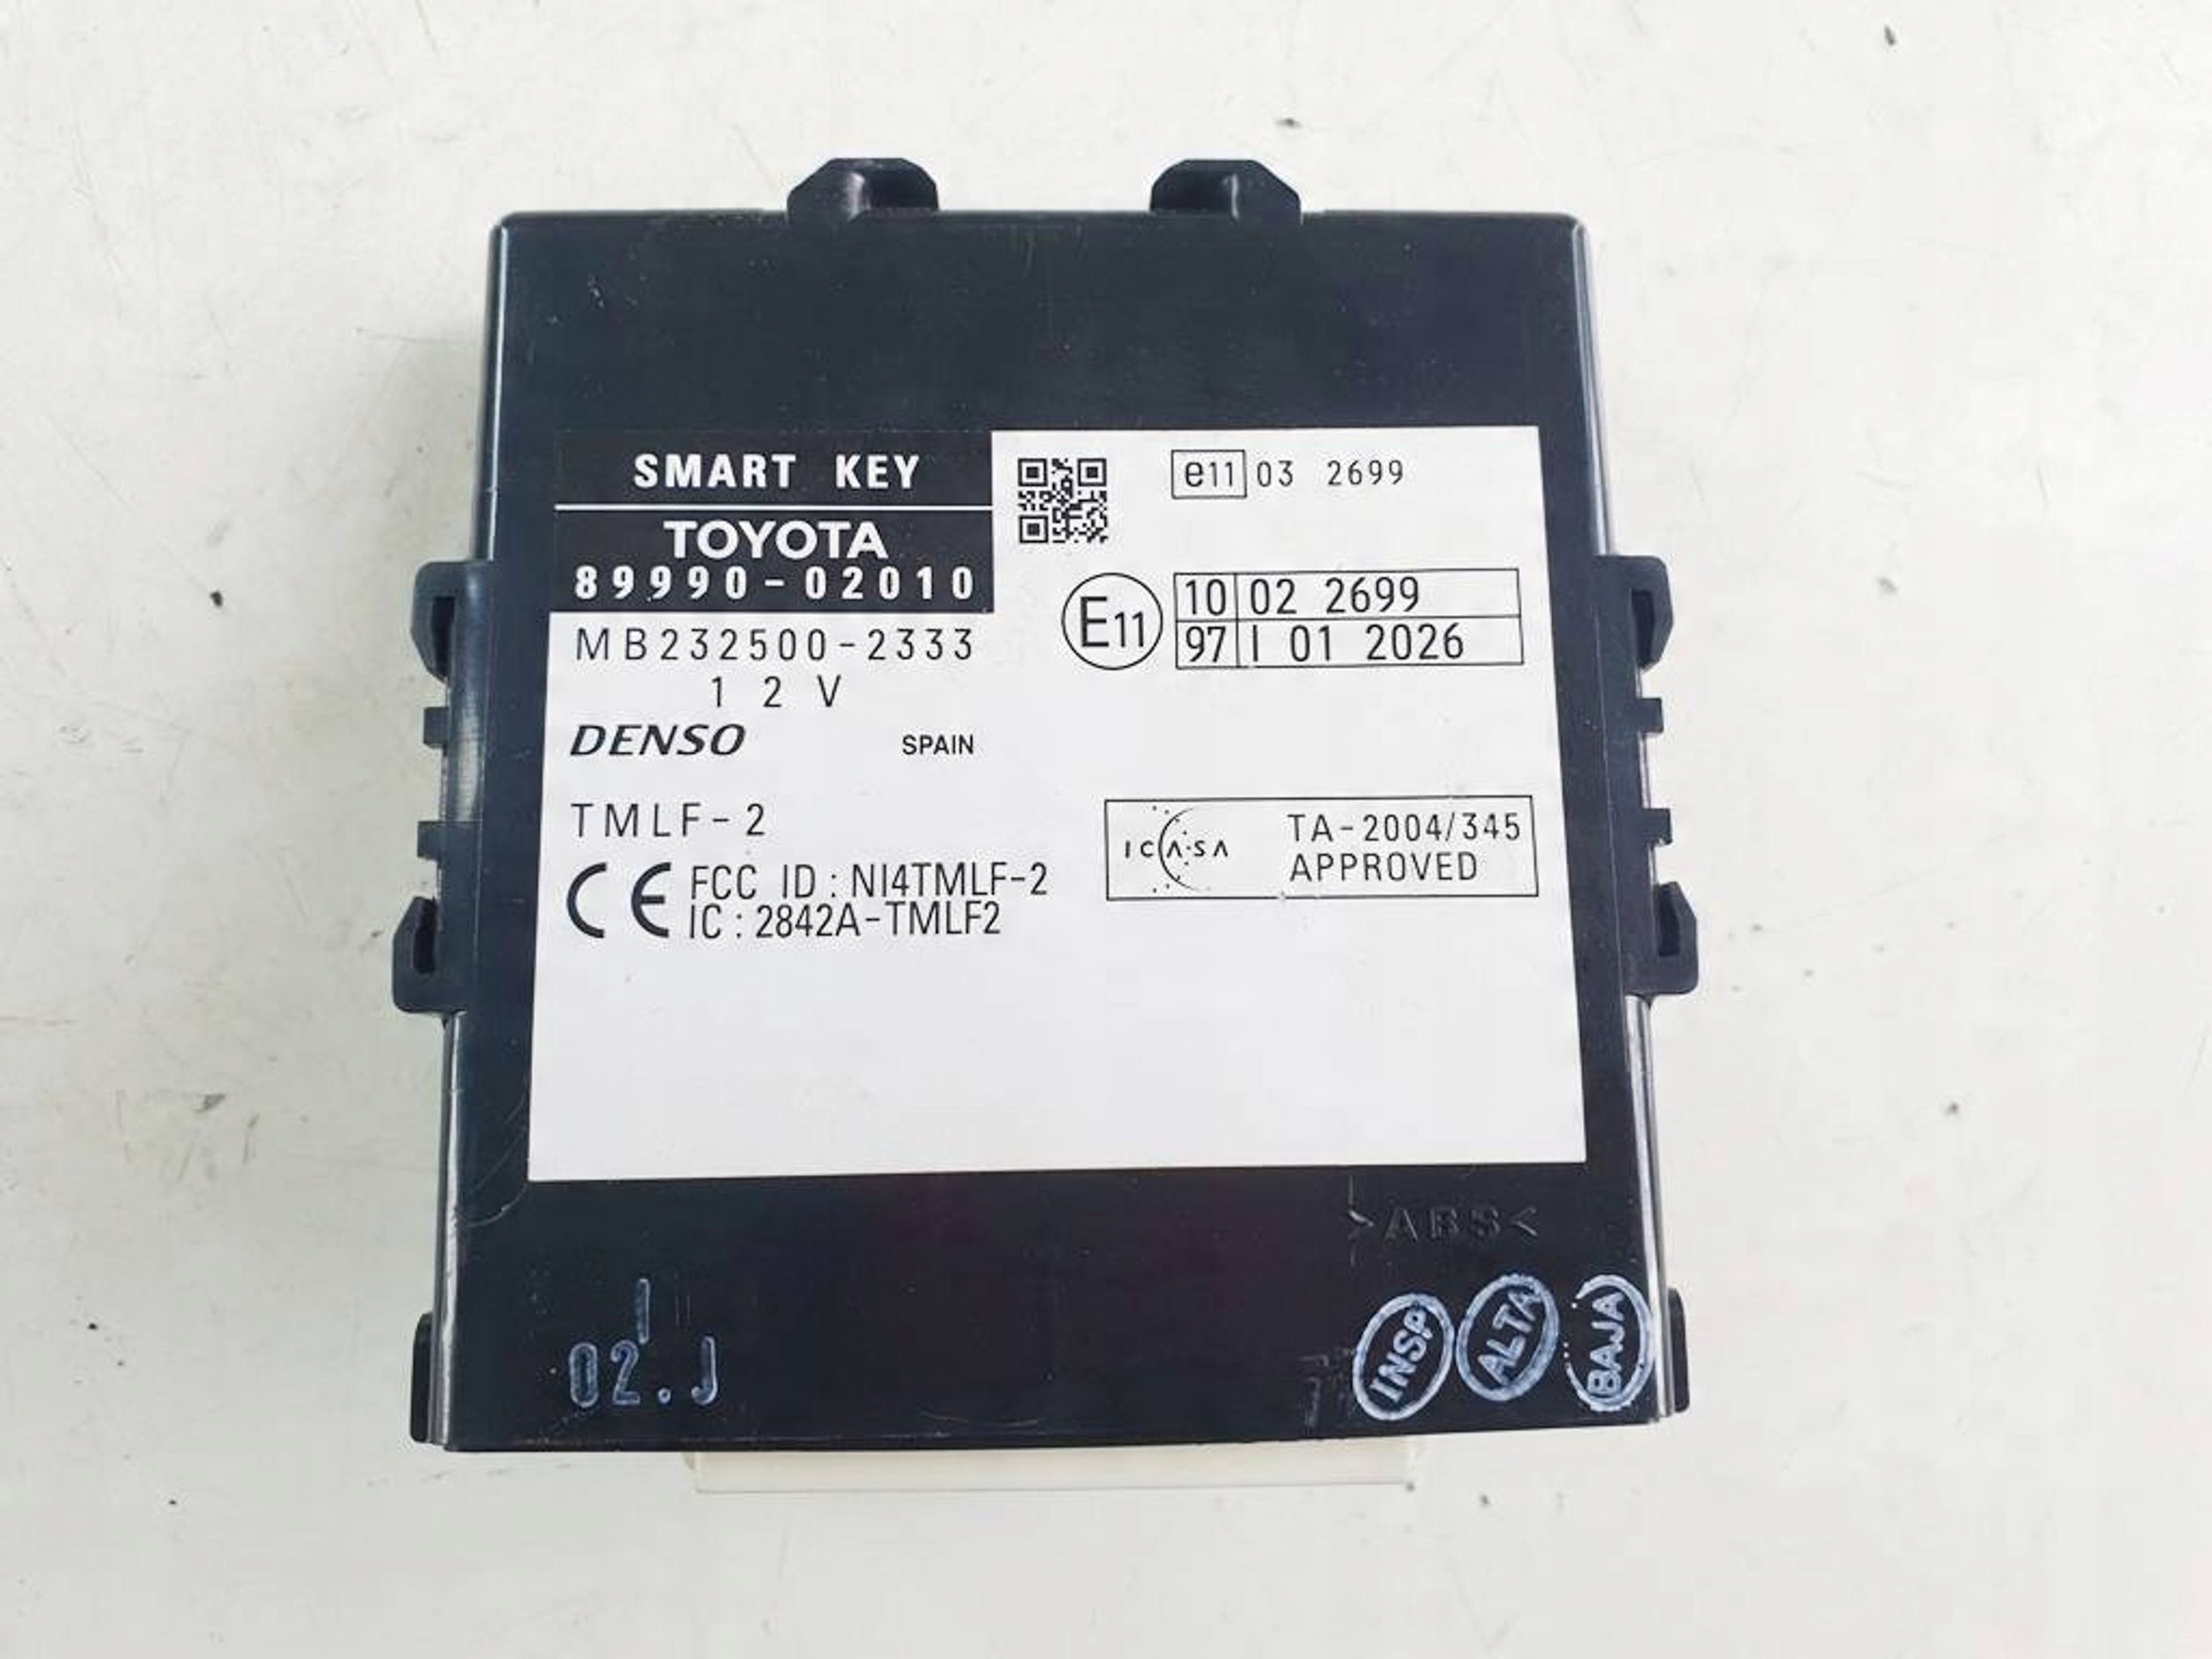 SMART KEY
TOYOTA
89990-02010
MB232500-2333
12V
DENSO SPAIN
TMLF-2
CE FCC ID : NI4TMLF-2
IC : 2842A-TMLF2
e11 03 2699
E11
10 02 2699
97 I 01 2026
ICASA TA-2004/345
APPROVED
>ABS<
1
02.J
INSP ALTA BAJA